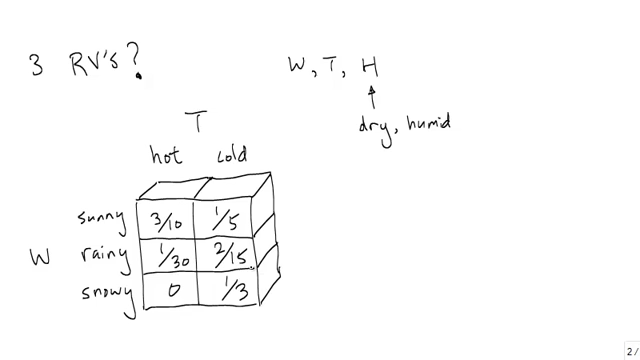 3 RV's?
W, T, H
dry, humid
T
hot cold
sunny 3/10 1/5
W rainy 1/30 2/15
snowy 0 1/3
2/